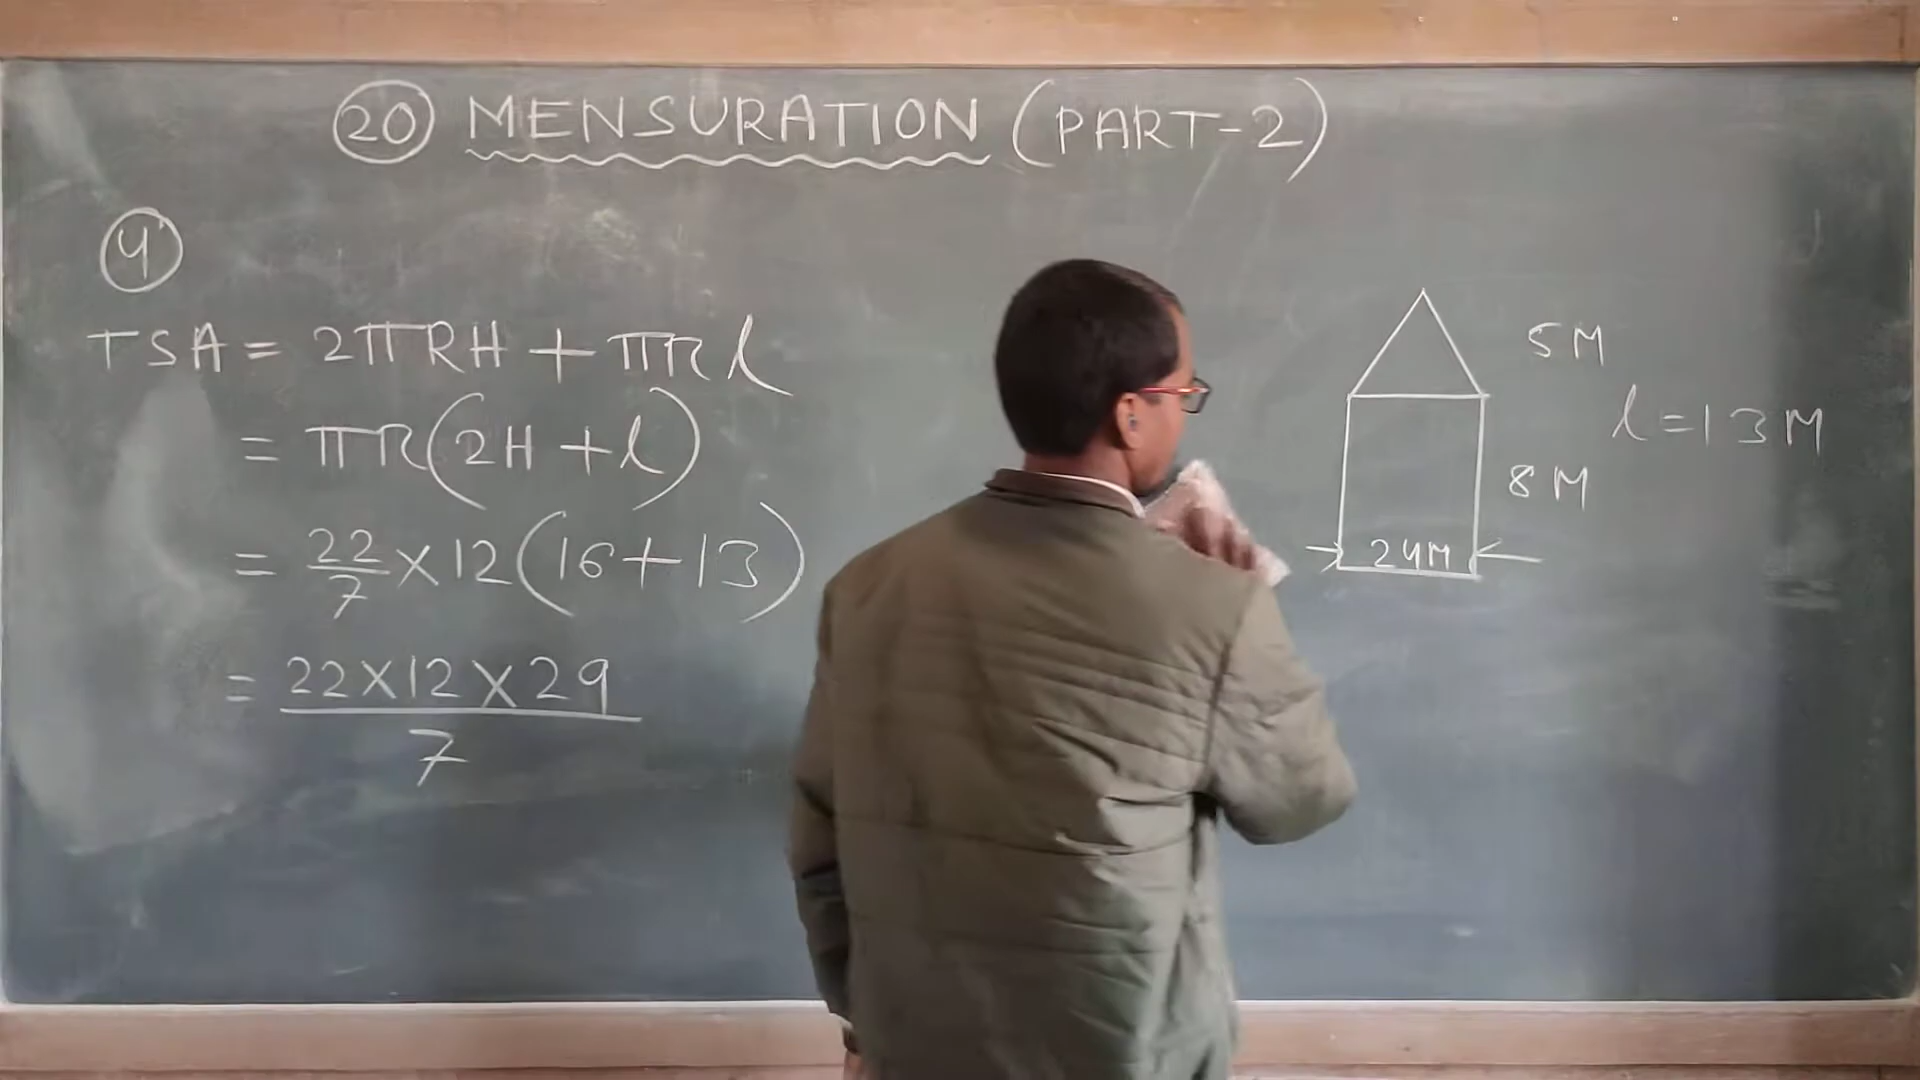 20 MENSURATION (PART-2)
4
TSA = 2πRH + πRl
= πR(2H + l)
= 22/7 × 12(16 + 13)
= 22×12×29
7
5M
l = 13M
8M
24M